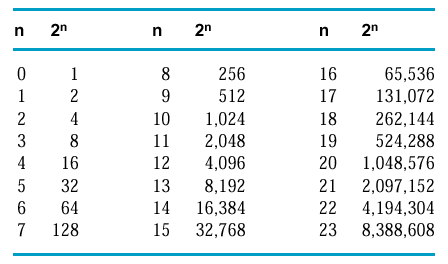 n 2ⁿ n 2ⁿ n 2ⁿ
0 1 8 256 16 65,536
1 2 9 512 17 131,072
2 4 10 1,024 18 262,144
3 8 11 2,048 19 524,288
4 16 12 4,096 20 1,048,576
5 32 13 8,192 21 2,097,152
6 64 14 16,384 22 4,194,304
7 128 15 32,768 23 8,388,608